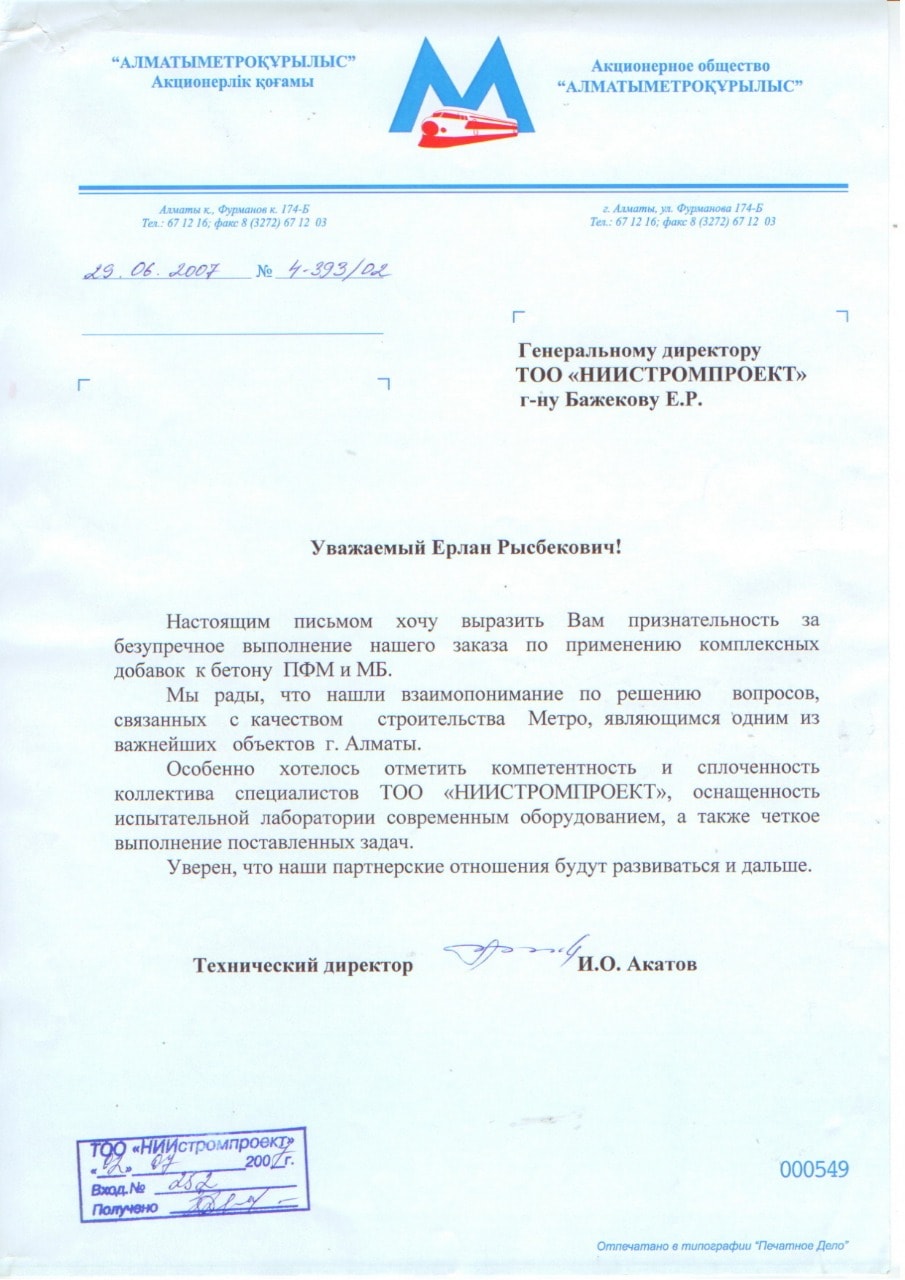 “АЛМАТЫМЕТРОҚҰРЫЛЫС”
Акционерлік қоғамы
Акционерное общество
“АЛМАТЫМЕТРОҚҰРЫЛЫС”
Алматы к., Фурманов к. 174-Б
Тел.: 67 12 16; факс 8 (3272) 67 12 03
г. Алматы, ул. Фурманова 174-Б
Тел.: 67 12 16; факс 8 (3272) 67 12 03
29.06.2007 № 4-393/02
Генеральному директору
ТОО «НИИСТРОМПРОЕКТ»
г-ну Бажекову Е.Р.
Уважаемый Ерлан Рысбекович!
Настоящим письмом хочу выразить Вам признательность за
безупречное выполнение нашего заказа по применению комплексных
добавок к бетону ПФМ и МБ.
Мы рады, что нашли взаимопонимание по решению вопросов,
связанных с качеством строительства Метро, являющимся одним из
важнейших объектов г. Алматы.
Особенно хотелось отметить компетентность и сплоченность
коллектива специалистов ТОО «НИИСТРОМПРОЕКТ», оснащенность
испытательной лаборатории современным оборудованием, а также четкое
выполнение поставленных задач.
Уверен, что наши партнерские отношения будут развиваться и дальше.
Технический директор И.О. Акатов
ТОО «НИИстромпроект»
«02» 07 2007г.
Вход.№ 252
Получено
000549
Отпечатано в типографии “Печатное Дело”